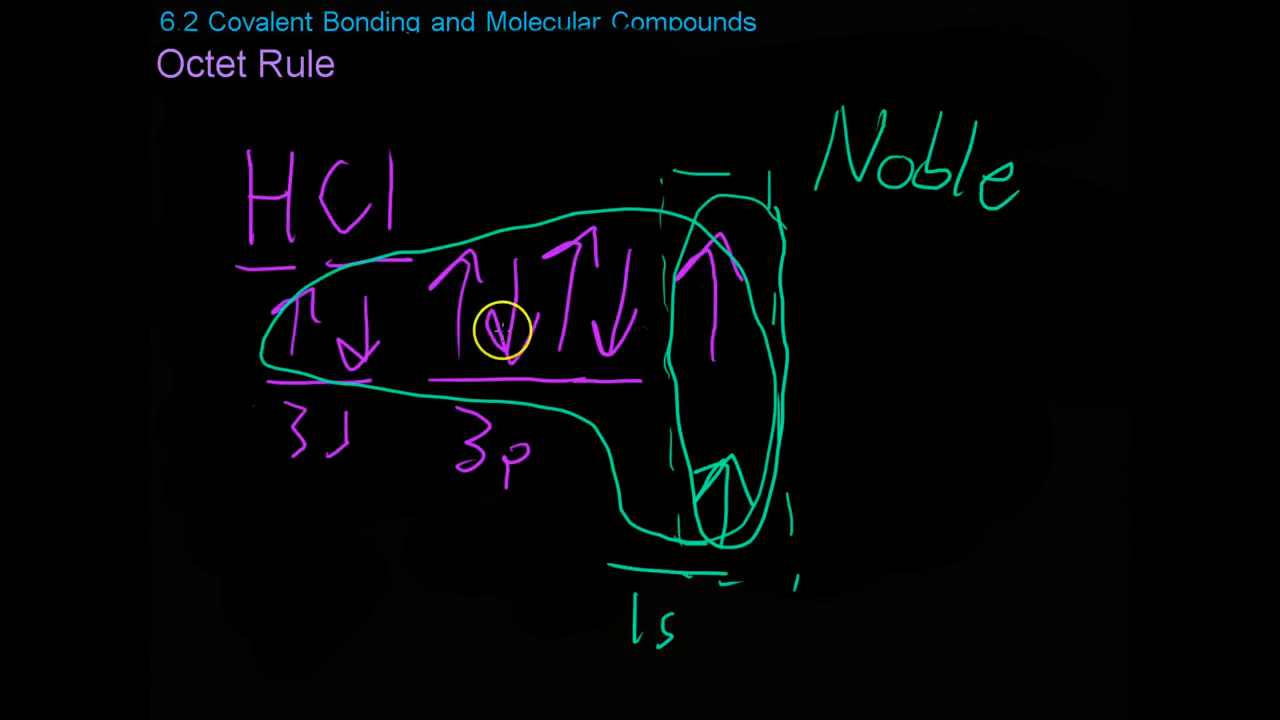 6.2 Covalent Bonding and Molecular Compounds
Octet Rule
Noble
HCl
3s 3p
1s